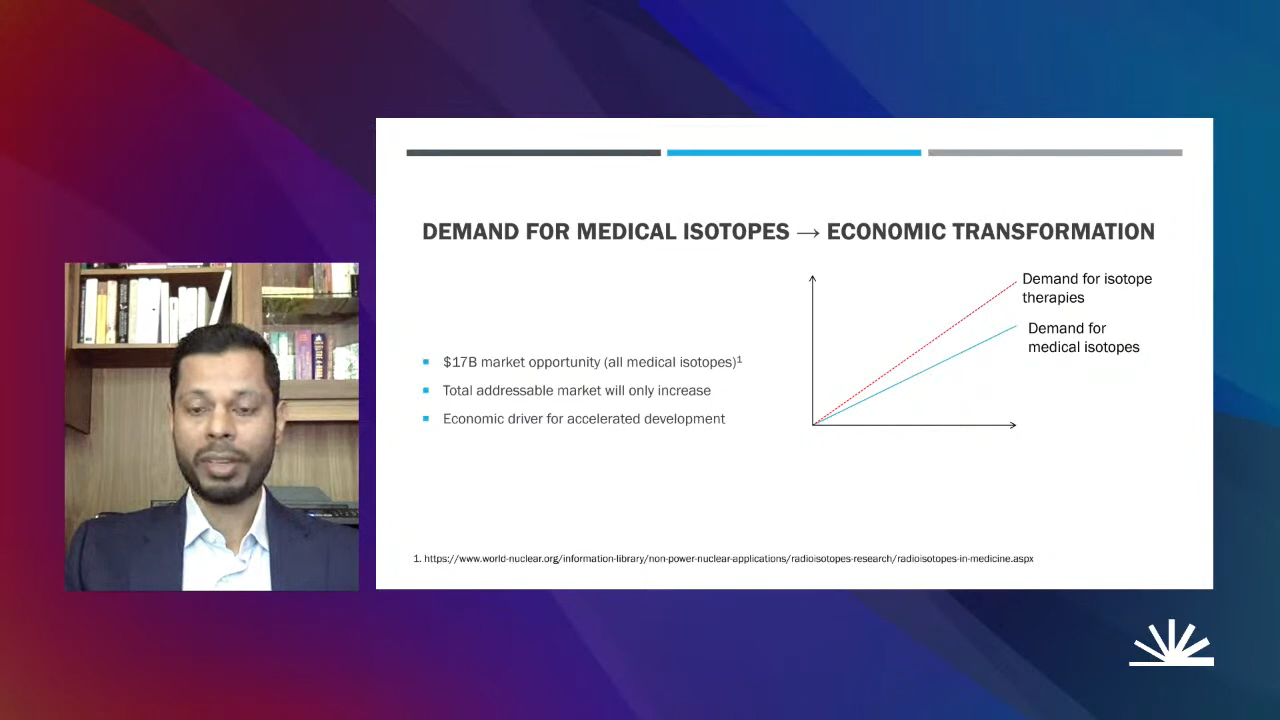 DEMAND FOR MEDICAL ISOTOPES → ECONOMIC TRANSFORMATION
$17B market opportunity (all medical isotopes)¹
Total addressable market will only increase
Economic driver for accelerated development
Demand for isotope
therapies
Demand for
medical isotopes
1. https://www.world-nuclear.org/information-library/non-power-nuclear-applications/radioisotopes-research/radioisotopes-in-medicine.aspx